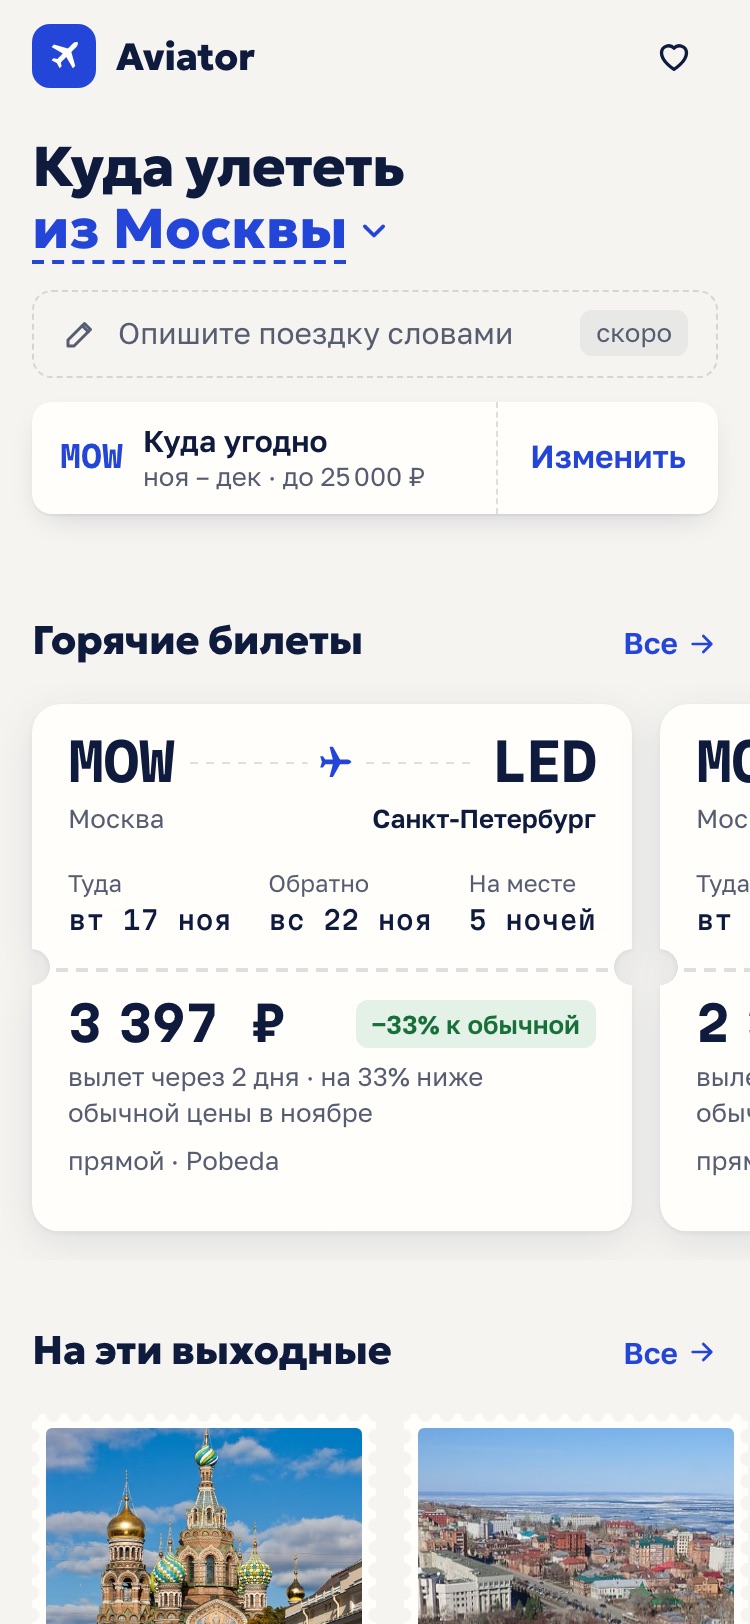 Aviator
Куда улететь
из Москвы
Опишите поездку словами скоро
MOW Куда угодно
ноя – дек · до 25 000 ₽
Изменить
Горячие билеты Все →
MOW LED
Москва Санкт-Петербург
Туда Обратно На месте
вт 17 ноя вс 22 ноя 5 ночей
3 397 ₽ −33% к обычной
вылет через 2 дня · на 33% ниже
обычной цены в ноябре
прямой · Pobeda
Туда
вт
2
На эти выходные Все →